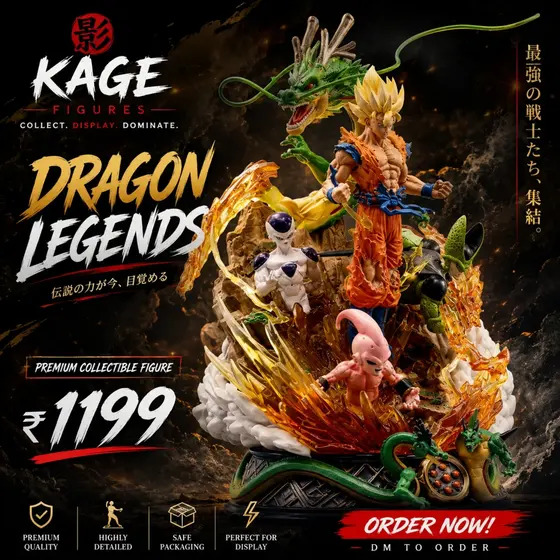 影
KAGE
FIGURES
COLLECT. DISPLAY. DOMINATE.
最強の戦士たち、集結。
DRAGON
LEGENDS
伝説の力が今、目覚める
PREMIUM COLLECTIBLE FIGURE
₹1199
PREMIUM
QUALITY
HIGHLY
DETAILED
SAFE
PACKAGING
PERFECT FOR
DISPLAY
ORDER NOW!
DM TO ORDER